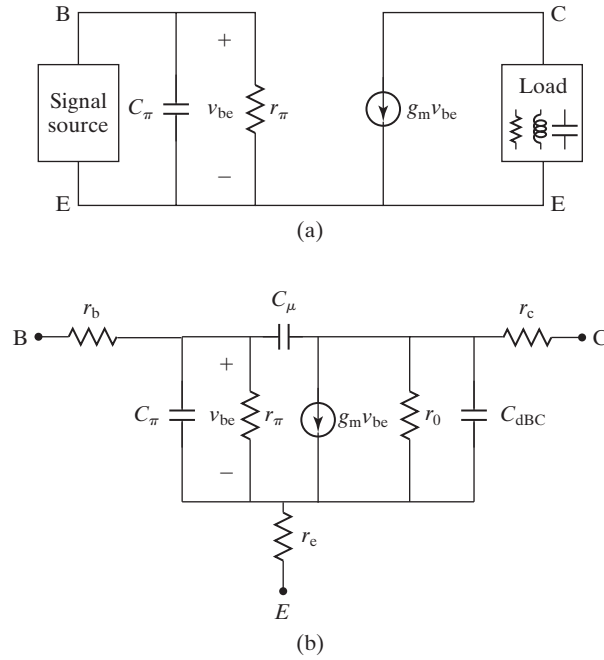 B
C
Signal
source
C_π
+
v_be
−
r_π
g_m v_be
Load
E
E
(a)
r_b
C_μ
r_c
B
C
C_π
+
v_be
−
r_π
g_m v_be
r_0
C_dBC
r_e
E
(b)